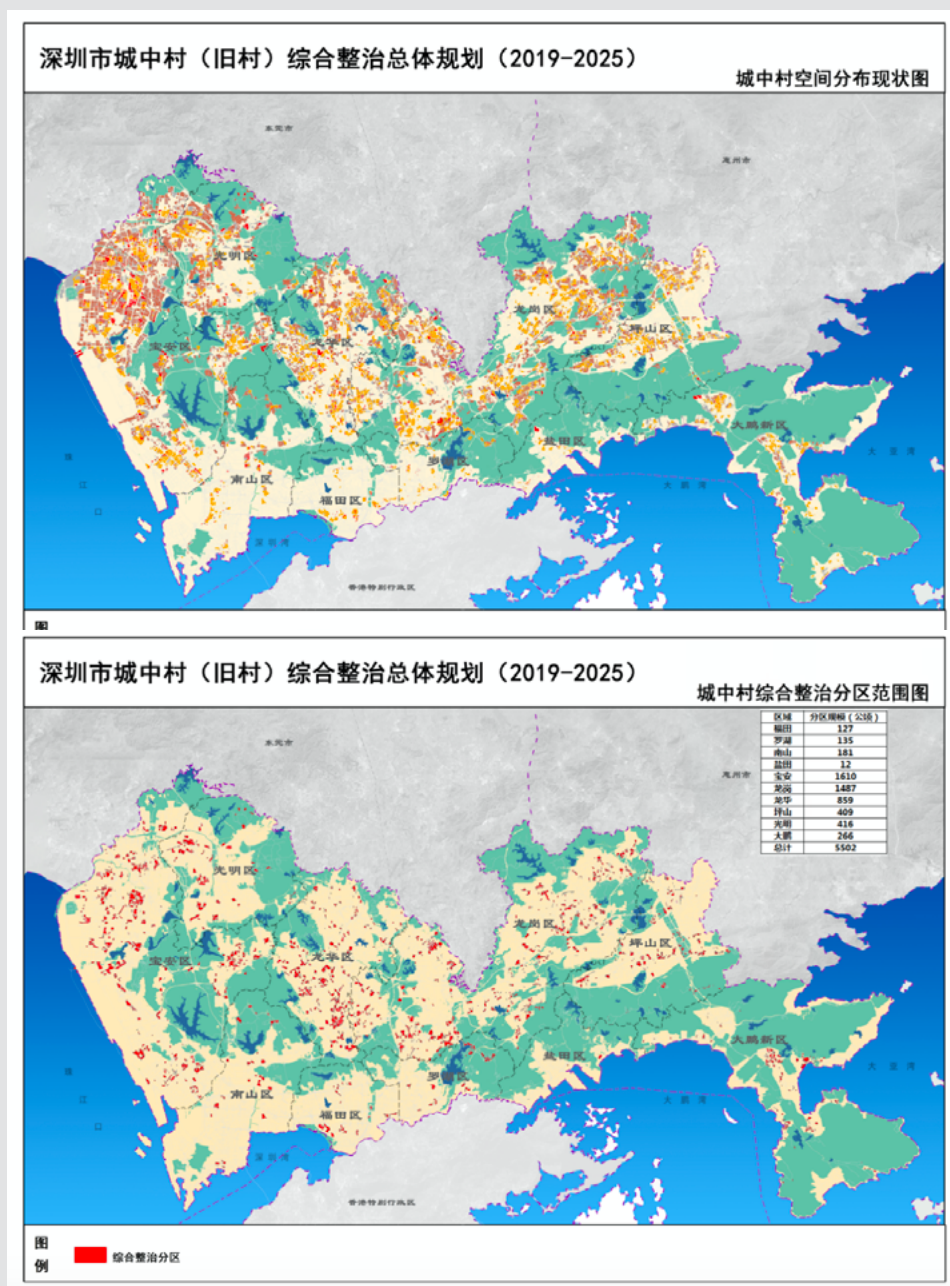 深圳市城中村（旧村）综合整治总体规划（2019-2025）
城中村空间分布现状图
东莞市
惠州市
光明区
龙岗区
坪山区
宝安区
龙华区
大鹏新区
盐田区
罗湖区
南山区
福田区
珠
江
口
大鹏湾
大亚湾
深圳湾
香港特别行政区
图
深圳市城中村（旧村）综合整治总体规划（2019-2025）
城中村综合整治分区范围图
区域 分区规模（公顷）
福田 127
罗湖 135
南山 181
盐田 12
宝安 1610
龙岗 1487
龙华 859
坪山 409
光明 416
大鹏 266
总计 5502
东莞市
惠州市
光明区
龙岗区
坪山区
宝安区
龙华区
大鹏新区
盐田区
罗湖区
南山区
福田区
珠
江
口
大鹏湾
大亚湾
深圳湾
香港特别行政区
图
例
综合整治分区